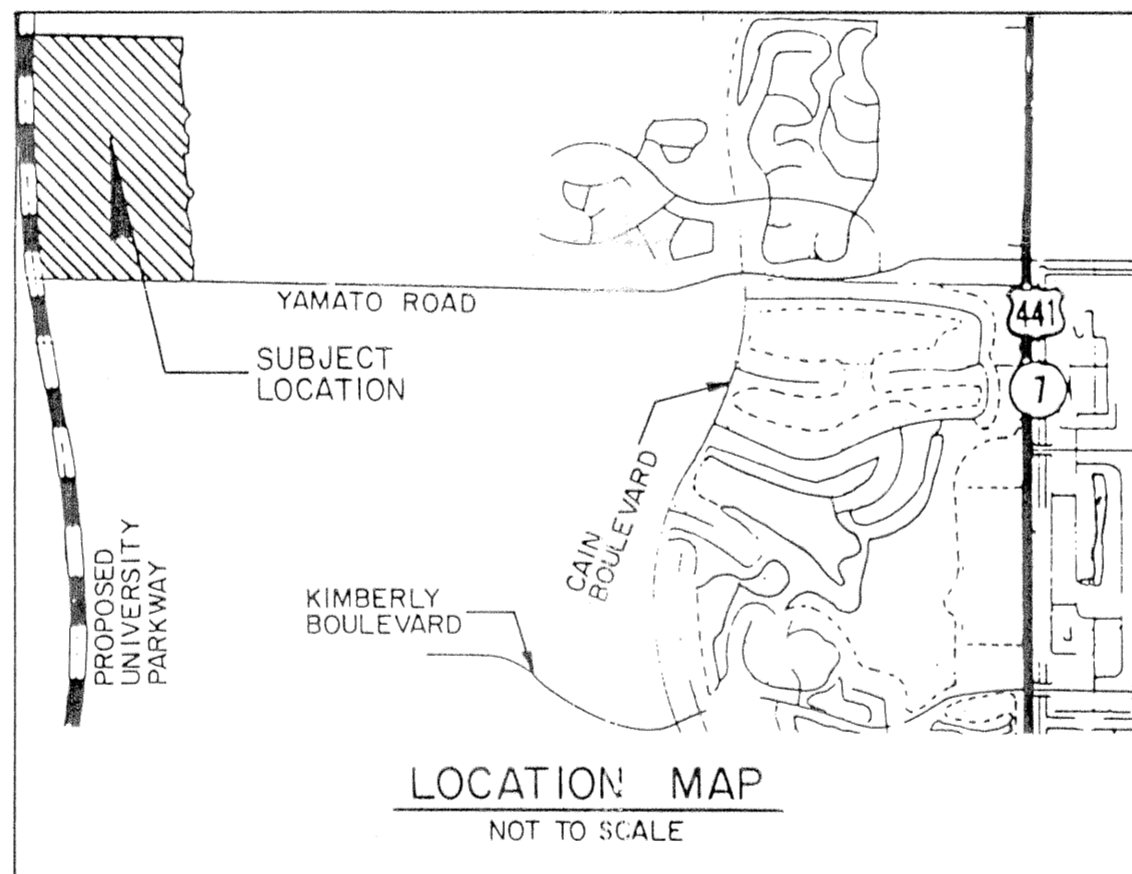 YAMATO ROAD
441
7
SUBJECT
LOCATION
CAIN
BOULEVARD
PROPOSED
UNIVERSITY
PARKWAY
KIMBERLY
BOULEVARD
LOCATION MAP
NOT TO SCALE